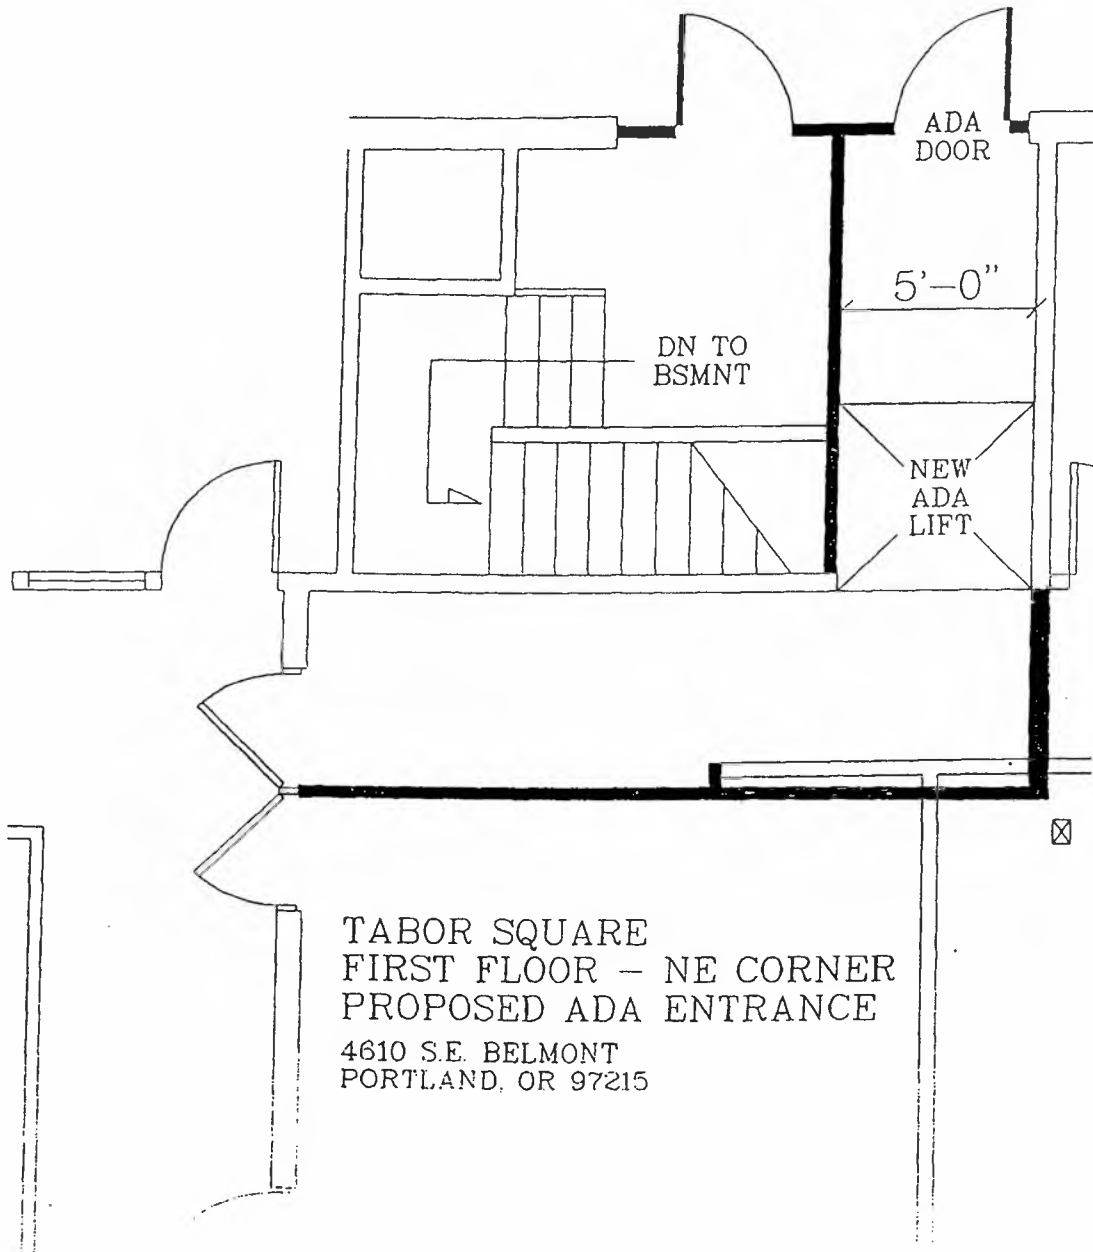 ADA
DOOR
5'-0"
DN TO
BSMNT
NEW
ADA
LIFT
TABOR SQUARE
FIRST FLOOR - NE CORNER
PROPOSED ADA ENTRANCE
4610 S.E. BELMONT
PORTLAND, OR 97215